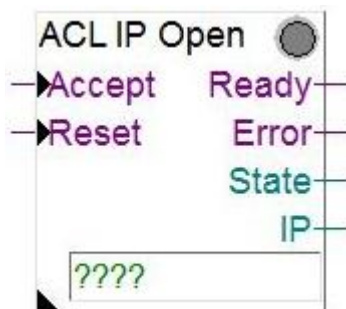 ACL IP Open
Accept Ready
Reset Error
State
IP
????